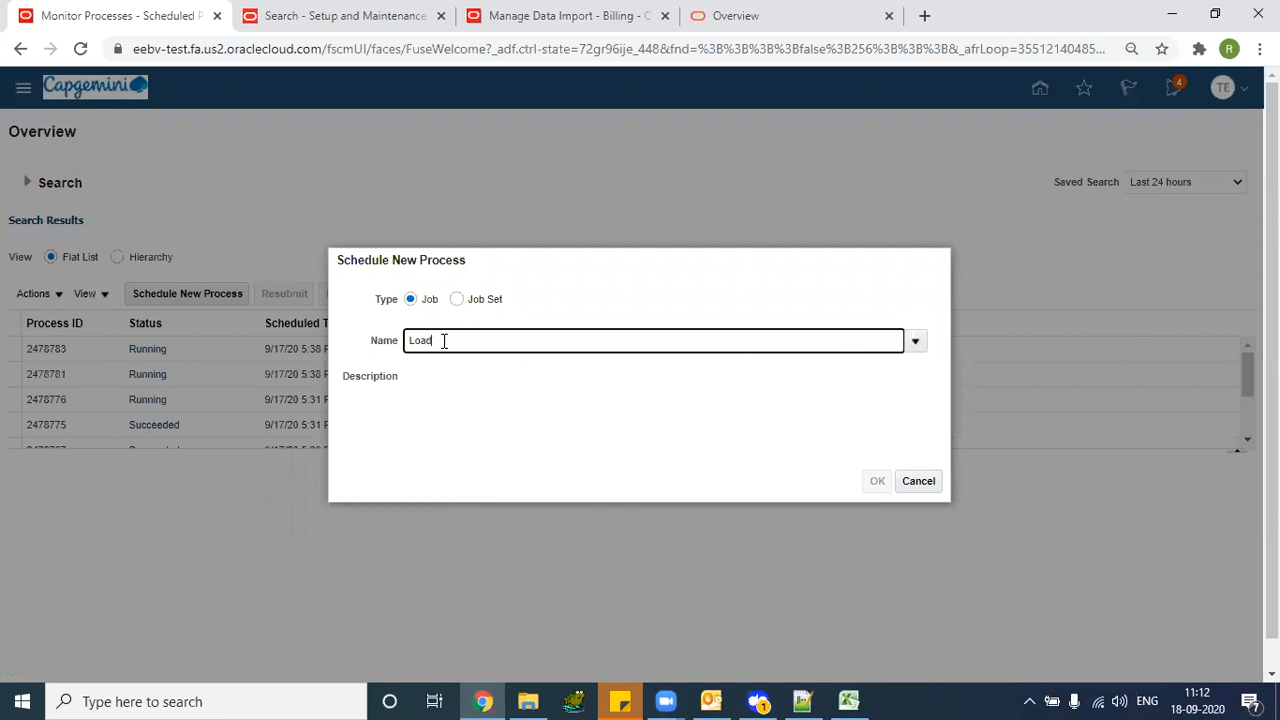 Monitor Processes - Scheduled P
Search - Setup and Maintenance
Manage Data Import - Billing - O
Overview
eebv-test.fa.us2.oraclecloud.com/fscmUI/faces/FuseWelcome?_adf.ctrl-state=72gr96ije_448&fnd=%3B%3B%3B%3Bfalse%3B256%3B%3B%3B&_afrLoop=35512140485...
R
Capgemini
4
TE
Overview
Search
Saved Search
Last 24 hours
Search Results
View
Flat List
Hierarchy
Actions
View
Schedule New Process
Resubmit
Process ID
Status
Scheduled T
2478783
Running
9/17/20 5:38 P
2478781
Running
9/17/20 5:38 P
2478776
Running
9/17/20 5:31 P
2478775
Succeeded
9/17/20 5:31 P
Schedule New Process
Type
Job
Job Set
Name
Load
Description
OK
Cancel
Type here to search
1
ENG
11:12
18-09-2020
7